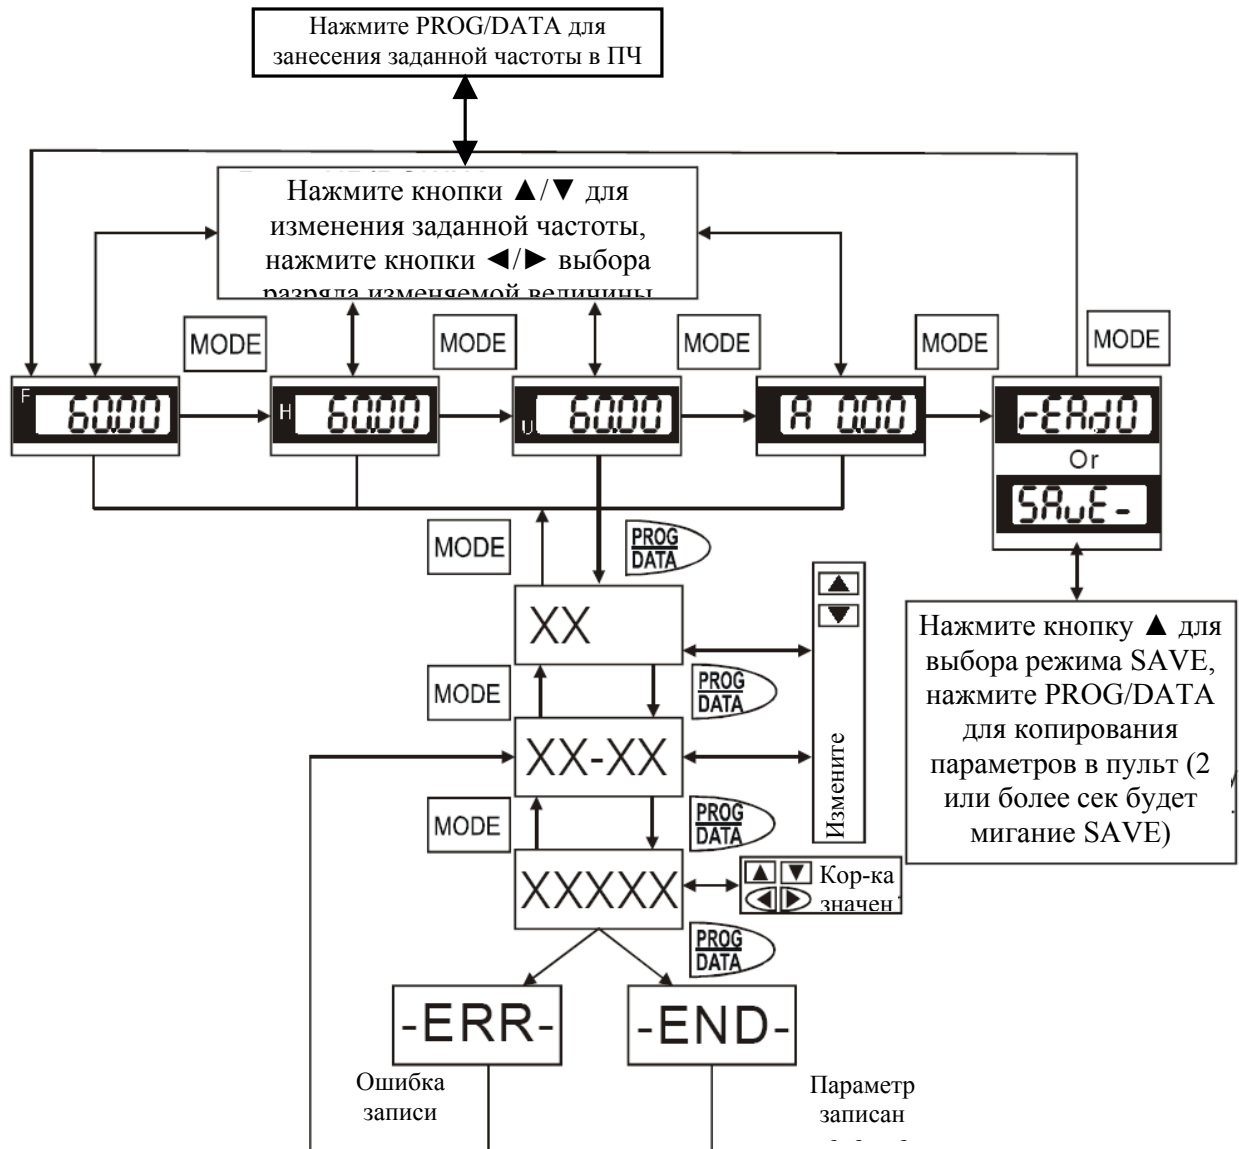 Нажмите PROG/DATA для
занесения заданной частоты в ПЧ
Нажмите кнопки ▲/▼ для
изменения заданной частоты,
нажмите кнопки ◄/► выбора
разряда изменяемой величины
MODE
MODE
MODE
MODE
MODE
F 60.00
H 60.00
U 60.00
A 0.00
rEAd0
Or
SAvE-
MODE
PROG
DATA
XX
MODE
PROG
DATA
XX-XX
MODE
PROG
DATA
XXXXX
Измените
Кор-ка
значен
Нажмите кнопку ▲ для
выбора режима SAVE,
нажмите PROG/DATA
для копирования
параметров в пульт (2
или более сек будет
мигание SAVE)
PROG
DATA
-ERR-
-END-
Ошибка
записи
Параметр
записан